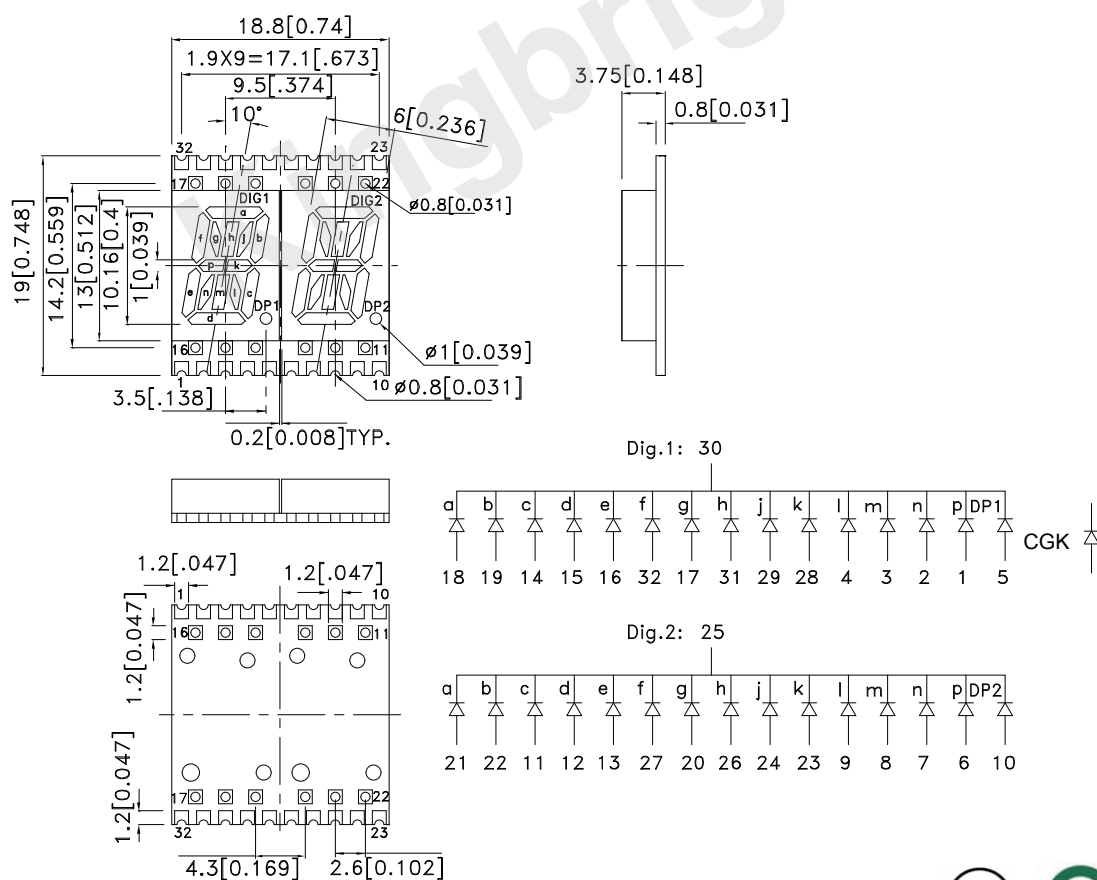 Kingbrig
18.8[0.74]
1.9X9=17.1[.673]
9.5[.374]
10°
6[0.236]
3.75[0.148]
0.8[0.031]
32 23
17 22
DIG1 DIG2
ø0.8[0.031]
a
f g h j b l
p k
e n m l c
d
DP1 DP2
16 11
1 10
19[0.748]
14.2[0.559]
13[0.512]
10.16[0.4]
1[0.039]
ø1[0.039]
ø0.8[0.031]
3.5[.138]
0.2[0.008]TYP.
Dig.1: 30
a b c d e f g h j k l m n p DP1
CGK
18 19 14 15 16 32 17 31 29 28 4 3 2 1 5
Dig.2: 25
a b c d e f g h j k l m n p DP2
21 22 11 12 13 27 20 26 24 23 9 8 7 6 10
1.2[.047]
1.2[.047]
1 10
16 11
1.2[0.047]
17 22
1.2[0.047]
32 23
4.3[0.169]
2.6[0.102]